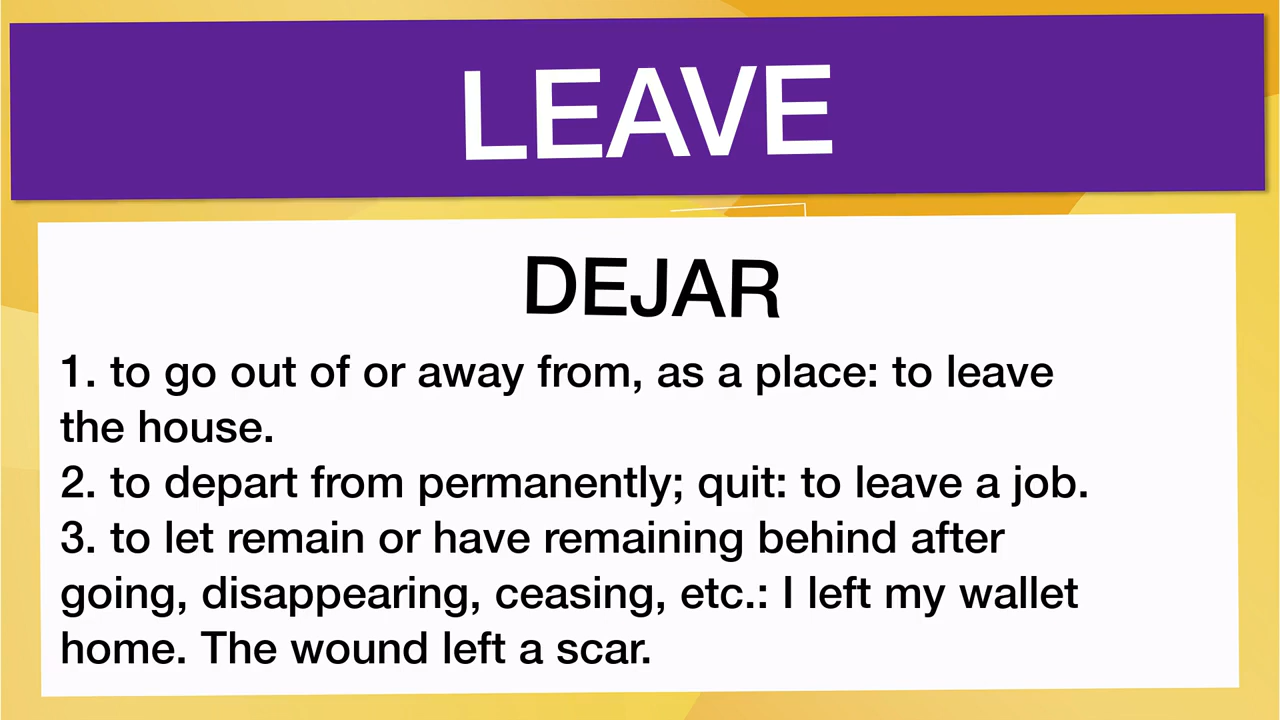 LEAVE
DEJAR
1. to go out of or away from, as a place: to leave
the house.
2. to depart from permanently; quit: to leave a job.
3. to let remain or have remaining behind after
going, disappearing, ceasing, etc.: I left my wallet
home. The wound left a scar.